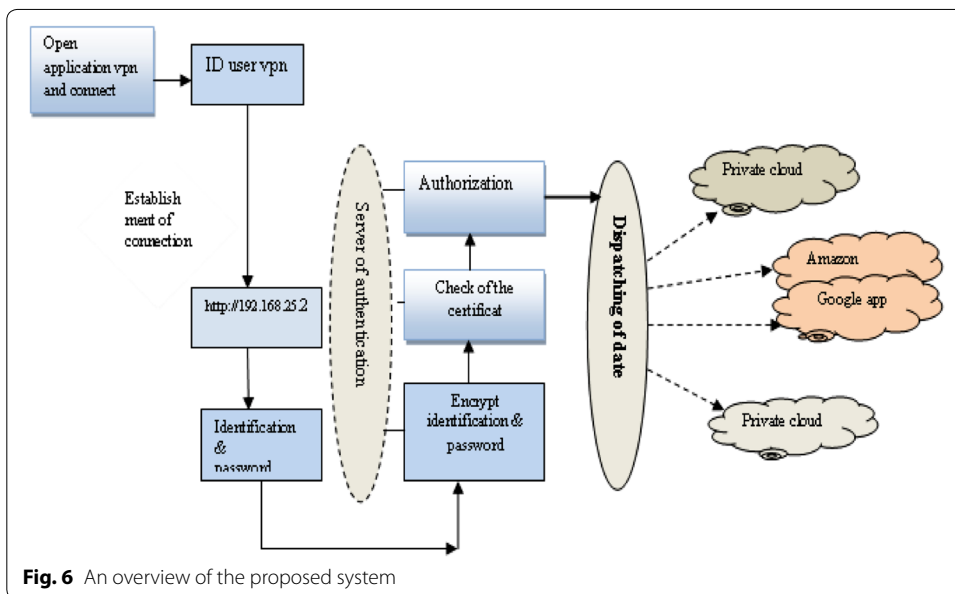 Open
application vpn
and connect
ID user vpn
Establish
ment of
connection
http://192.168.25.2
Identification
&
password
Server of authentication
Authorization
Check of the
certificat
Encrypt
identification &
password
Dispatching of date
Private cloud
Amazon
Google app
Private cloud
Fig. 6 An overview of the proposed system